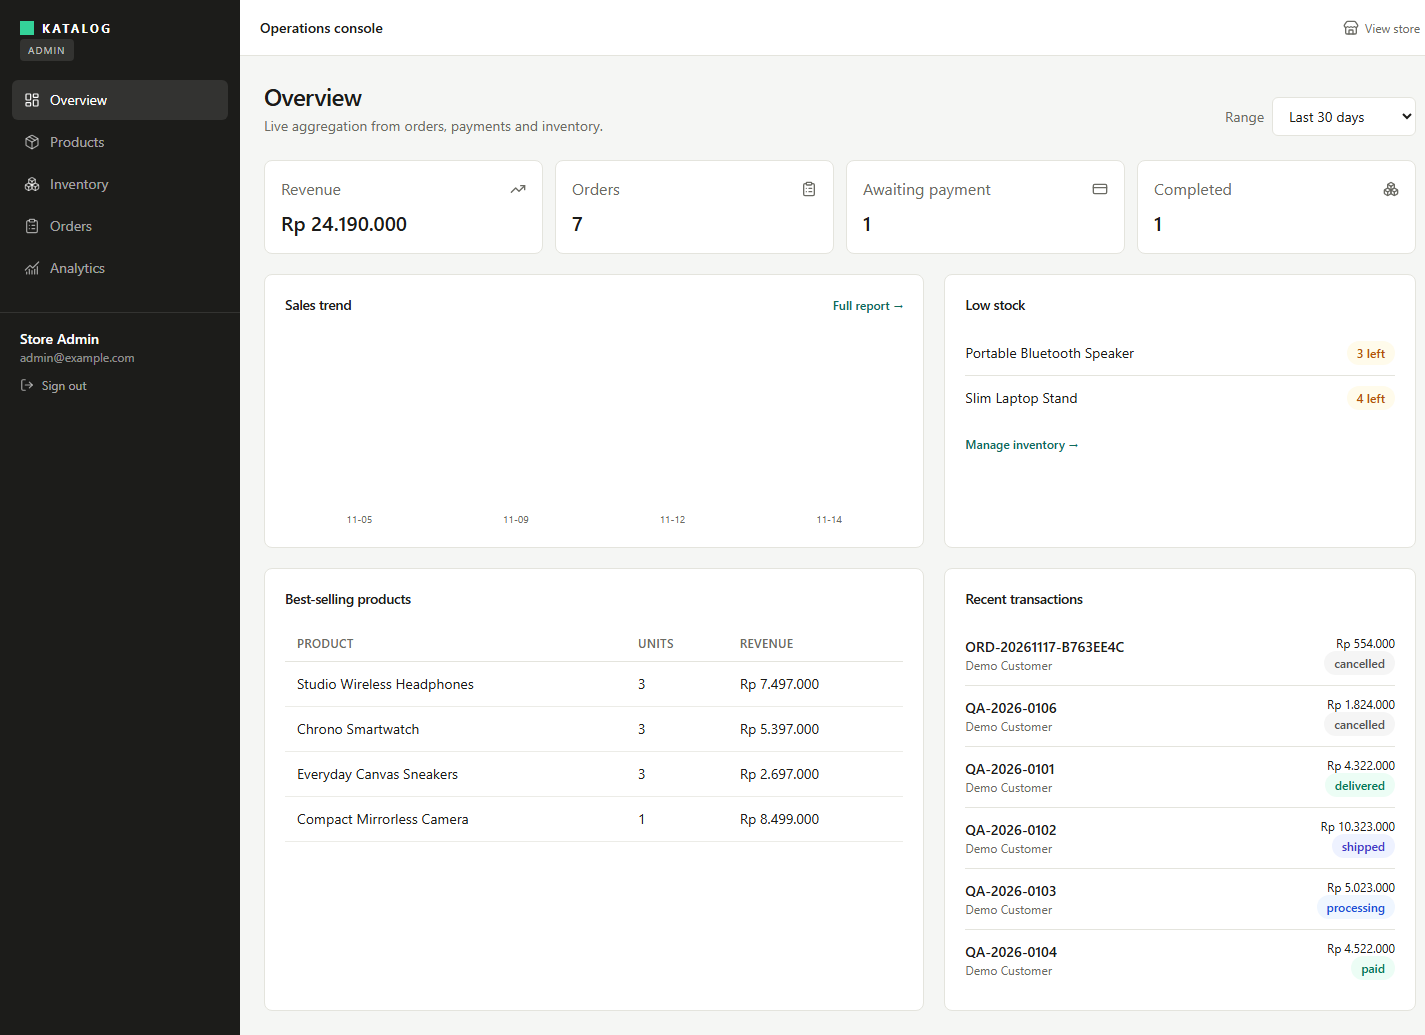 KATALOG
ADMIN
Overview
Products
Inventory
Orders
Analytics
Store Admin
admin@example.com
Sign out
Operations console
View store
Overview
Live aggregation from orders, payments and inventory.
Range
Last 30 days
Revenue
Rp 24.190.000
Orders
7
Awaiting payment
1
Completed
1
Sales trend
Full report →
11-05 11-09 11-12 11-14
Low stock
Portable Bluetooth Speaker 3 left
Slim Laptop Stand 4 left
Manage inventory →
Best-selling products
PRODUCT UNITS REVENUE
Studio Wireless Headphones 3 Rp 7.497.000
Chrono Smartwatch 3 Rp 5.397.000
Everyday Canvas Sneakers 3 Rp 2.697.000
Compact Mirrorless Camera 1 Rp 8.499.000
Recent transactions
ORD-20261117-B763EE4C Rp 554.000
Demo Customer cancelled
QA-2026-0106 Rp 1.824.000
Demo Customer cancelled
QA-2026-0101 Rp 4.322.000
Demo Customer delivered
QA-2026-0102 Rp 10.323.000
Demo Customer shipped
QA-2026-0103 Rp 5.023.000
Demo Customer processing
QA-2026-0104 Rp 4.522.000
Demo Customer paid